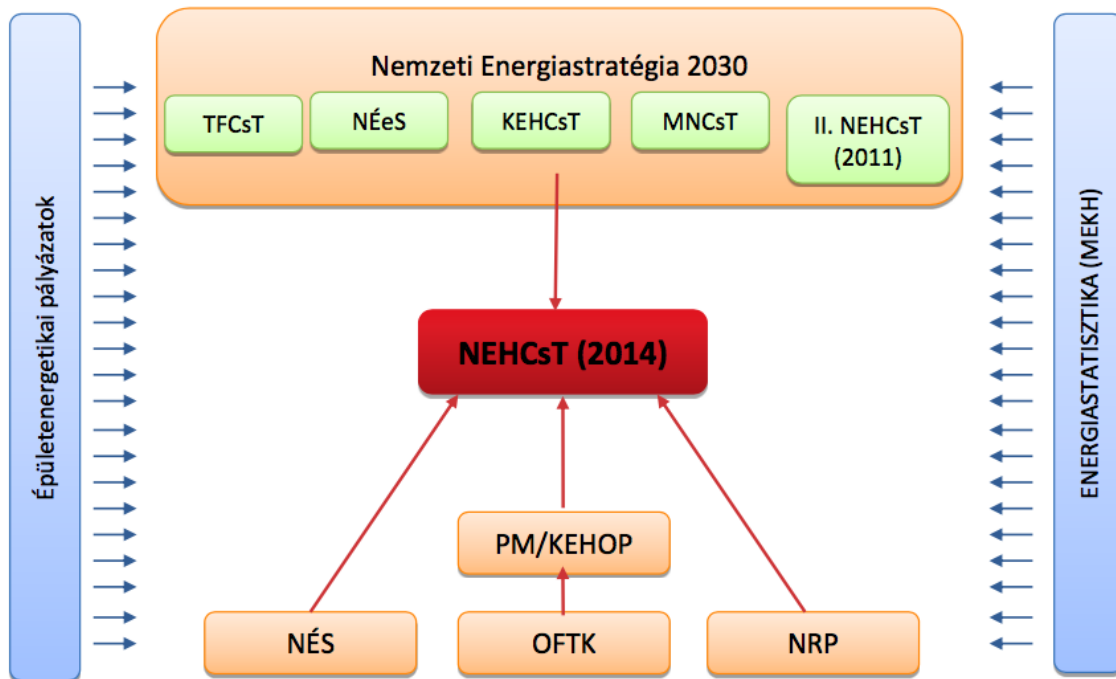 Nemzeti Energiastratégia 2030
TFCsT
NÉeS
KEHCsT
MNCsT
II. NEHCsT
(2011)
Épületenergetikai pályázatok
ENERGIASTATISZTIKA (MEKH)
NEHCsT (2014)
PM/KEHOP
NÉS
OFTK
NRP